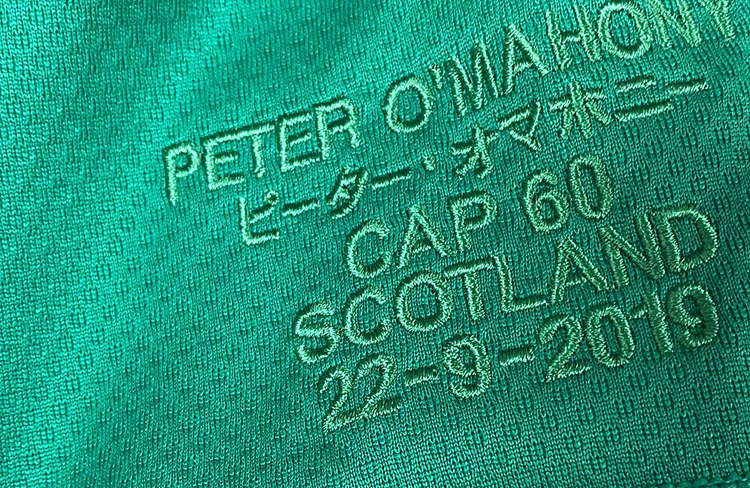 PETER O'MAHONY
ピーター・オマホニー
CAP 60
SCOTLAND
22-9-2019